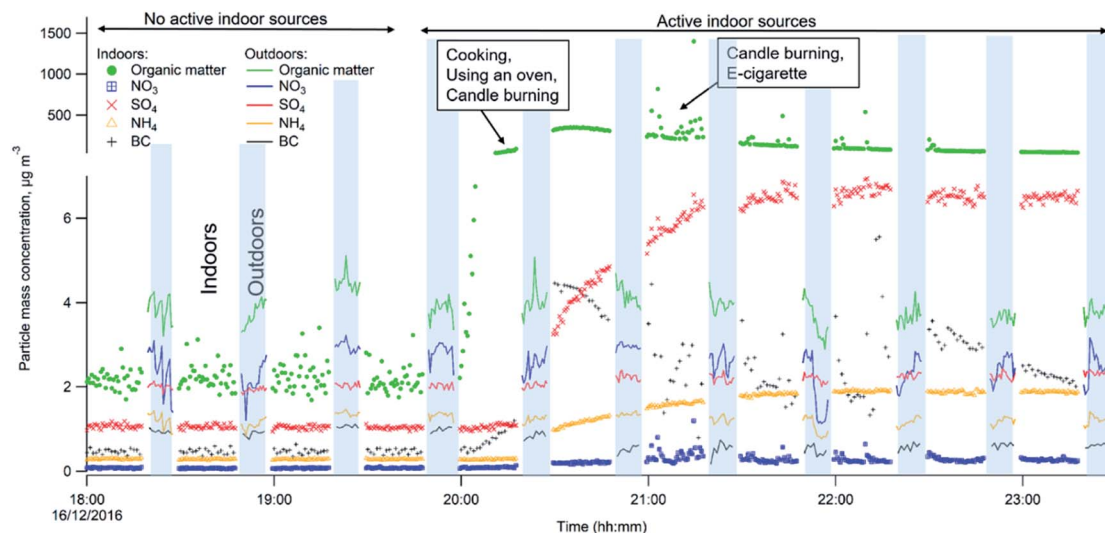 No active indoor sources
Active indoor sources
Indoors:
Organic matter
NO₃
SO₄
NH₄
BC
Outdoors:
Organic matter
NO₃
SO₄
NH₄
BC
Cooking,
Using an oven,
Candle burning
Candle burning,
E-cigarette
Indoors
Outdoors
Particle mass concentration, µg m⁻³
1500
1000
500
6
4
2
0
18:00
19:00
20:00
21:00
22:00
23:00
16/12/2016
Time (hh:mm)